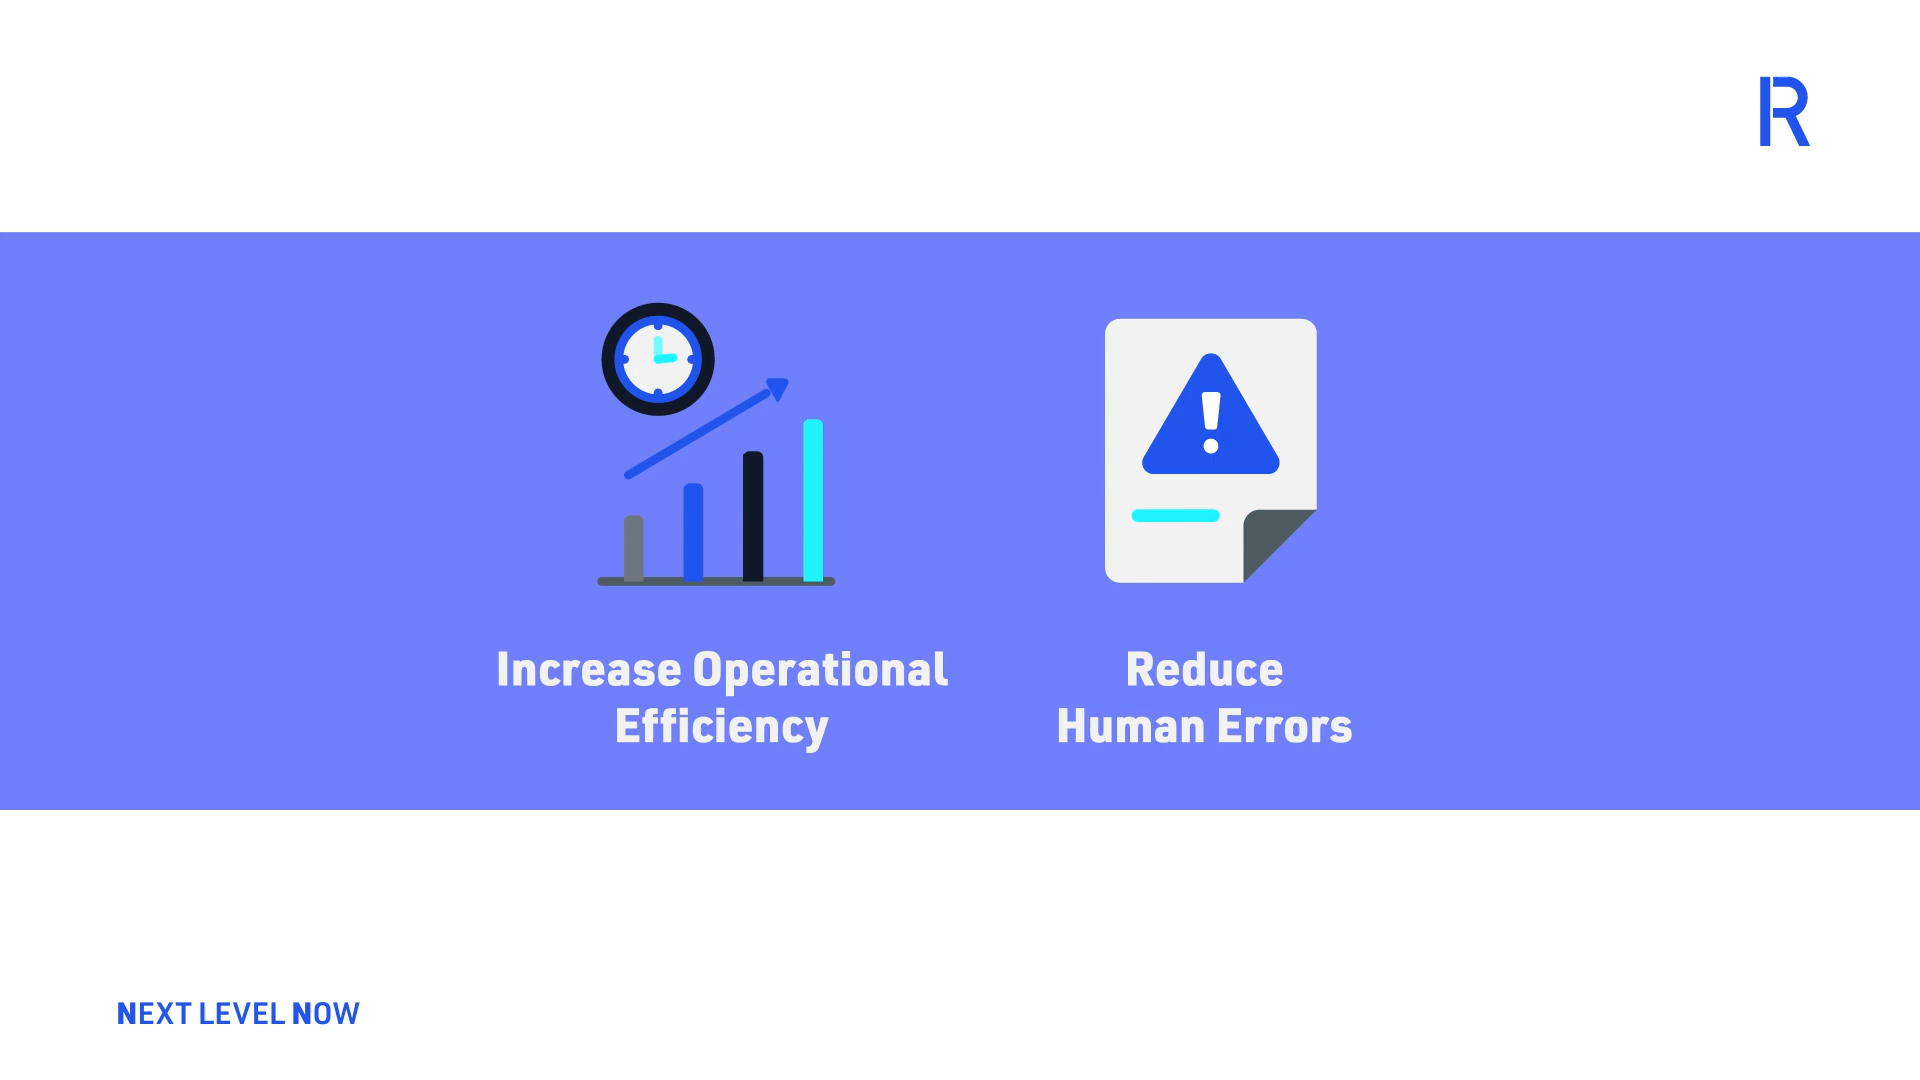 R
Increase Operational
Efficiency
Reduce
Human Errors
NEXT LEVEL NOW